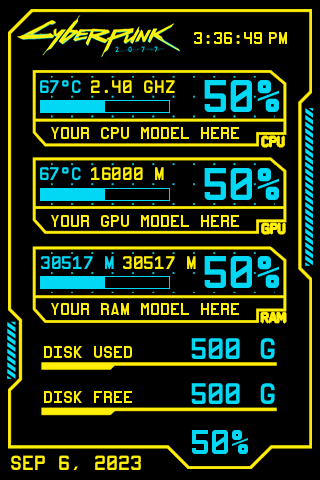 Cyberpunk
2077
3:36:49 PM
67°C 2.40 GHZ
50%
YOUR CPU MODEL HERE
CPU
67°C 16000 M
50%
YOUR GPU MODEL HERE
GPU
30517 M 30517 M
50%
YOUR RAM MODEL HERE
RAM
DISK USED 500 G
DISK FREE 500 G
50%
SEP 6, 2023